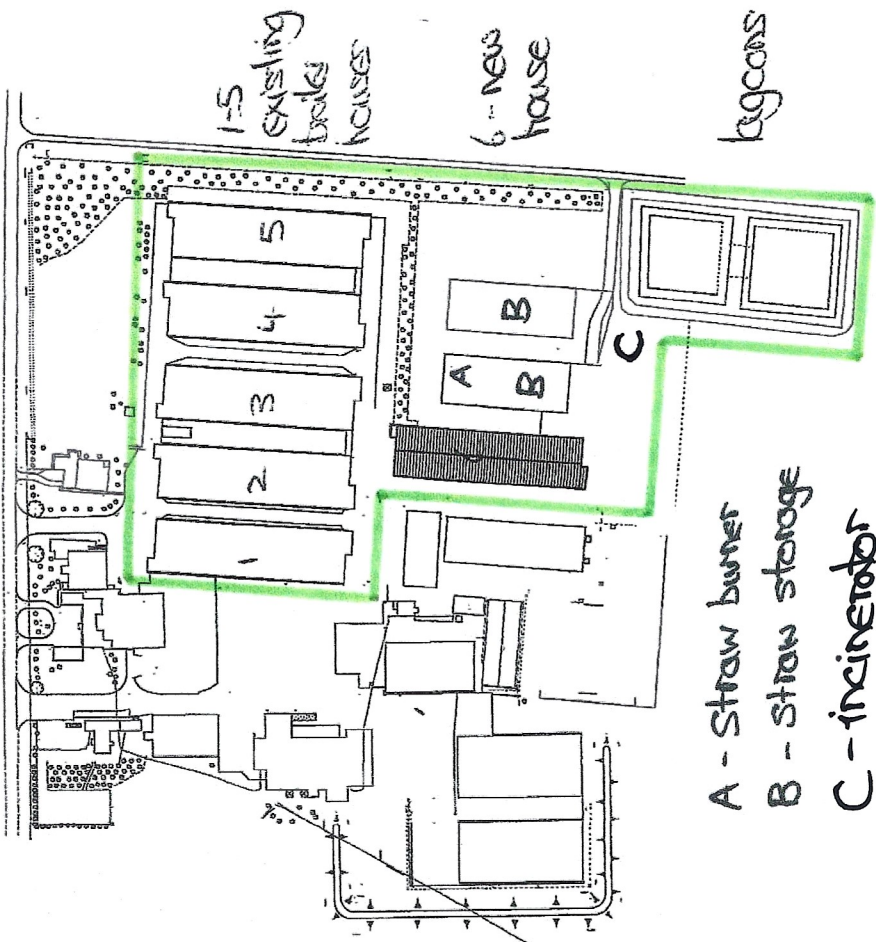 1-5
existing
broiler
houses
6 - new
house
lagoons
1
2
3
4
5
A
B
B
C
A - Straw burner
B - Straw storage
C - incinerator